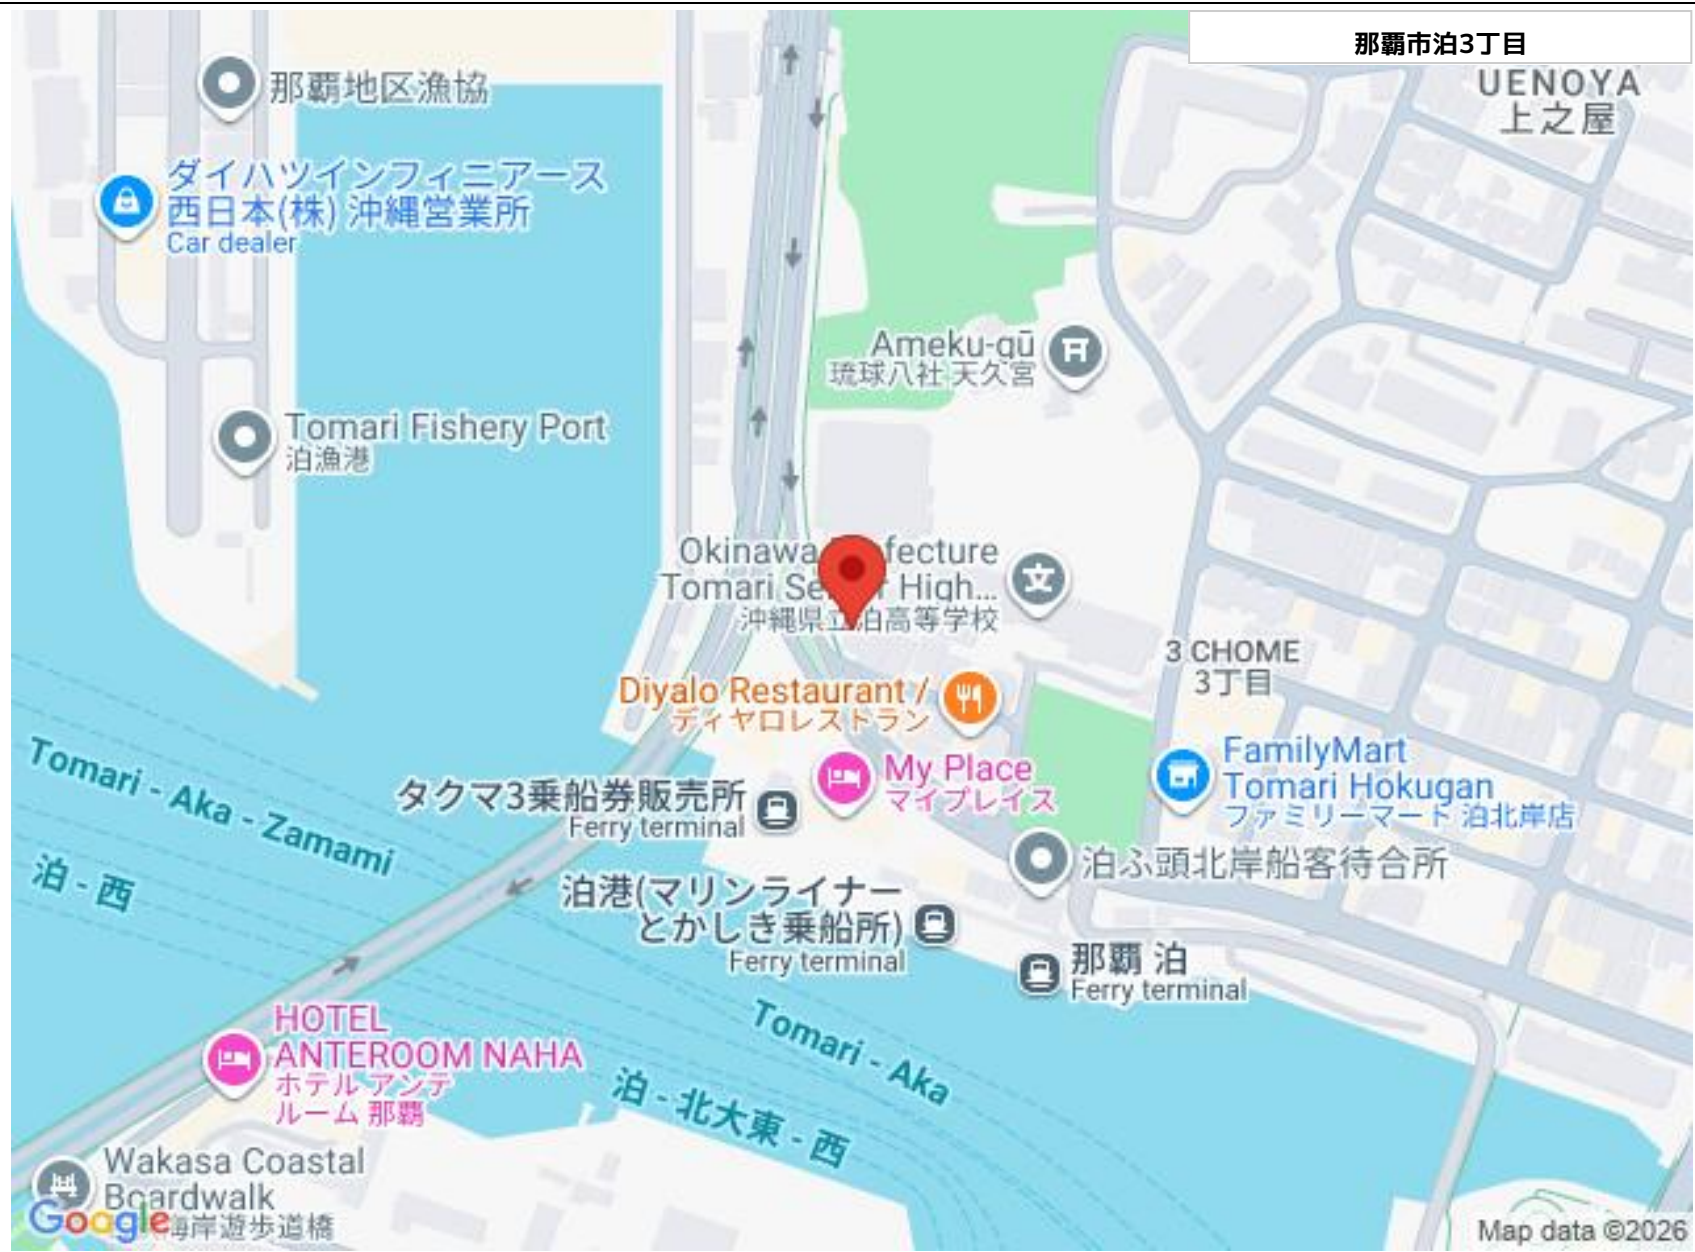 那覇市泊3丁目
UENOYA
上之屋
那覇地区漁協
ダイハツインフィニアース
西日本(株) 沖縄営業所
Car dealer
Ameku-gū
琉球八社 天久宮
Tomari Fishery Port
泊漁港
Okinawa Prefecture
Tomari Senior High...
沖縄県立泊高等学校
3 CHOME
3丁目
Diyalo Restaurant /
ディヤロレストラン
FamilyMart
Tomari Hokugan
ファミリーマート 泊北岸店
My Place
マイプレイス
タクマ3乗船券販売所
Ferry terminal
Tomari - Aka - Zamami
泊 - 西
泊ふ頭北岸船客待合所
泊港(マリンライナー
とかしき乗船所)
Ferry terminal
那覇 泊
Ferry terminal
HOTEL
ANTEROOM NAHA
ホテル アンテ
ルーム 那覇
Tomari - Aka
泊 - 北大東 - 西
Wakasa Coastal
Boardwalk
海岸遊歩道橋
Google
Map data ©2026